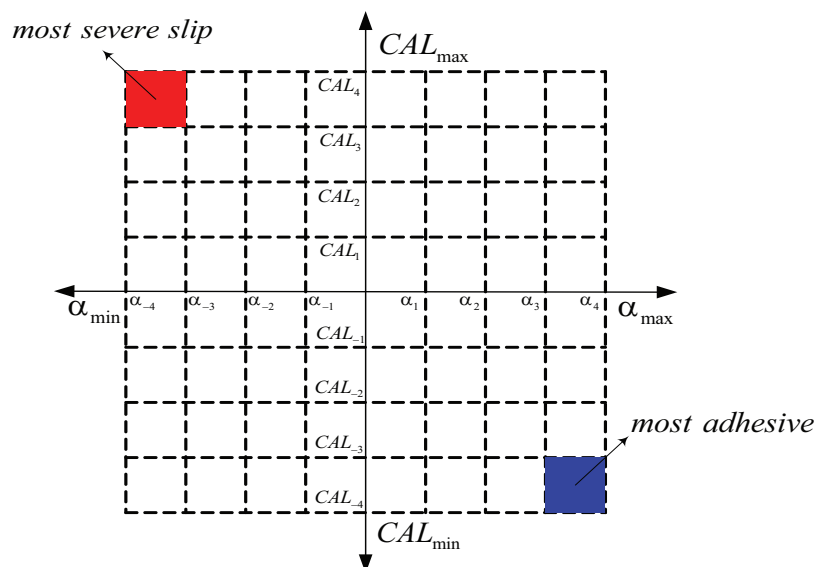 most severe slip
CAL_max
CAL_4
CAL_3
CAL_2
CAL_1
α_min α_−4 α_−3 α_−2 α_−1 α_1 α_2 α_3 α_4 α_max
CAL_−1
CAL_−2
most adhesive
CAL_−3
CAL_−4
CAL_min